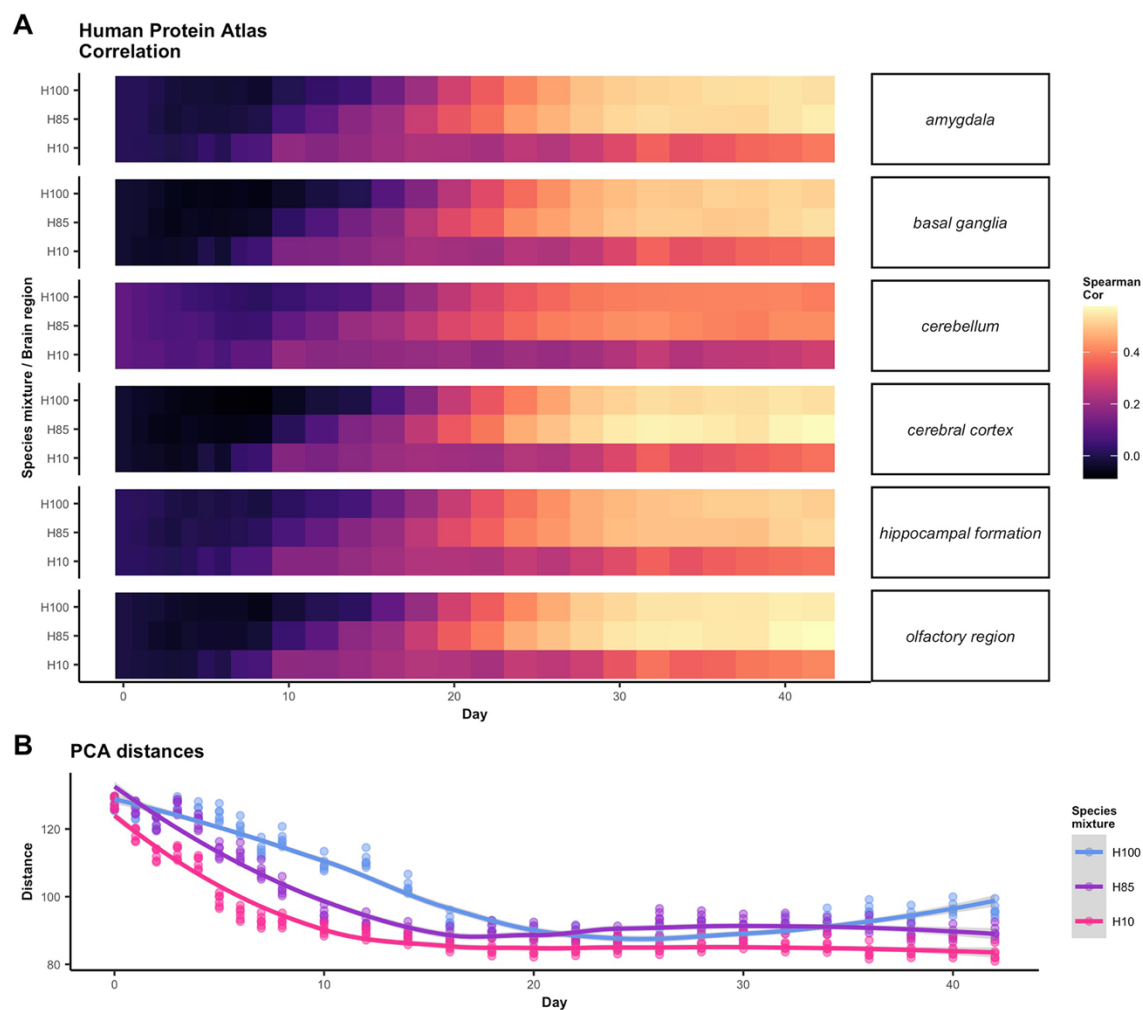 A
Human Protein Atlas
Correlation
Species mixture / Brain region
H100
H85
H10
amygdala
H100
H85
H10
basal ganglia
H100
H85
H10
cerebellum
H100
H85
H10
cerebral cortex
H100
H85
H10
hippocampal formation
H100
H85
H10
olfactory region
0
10
20
30
40
Day
Spearman
Cor
0.4
0.2
0.0
B
PCA distances
Distance
120
100
80
0
10
20
30
40
Day
Species
mixture
H100
H85
H10